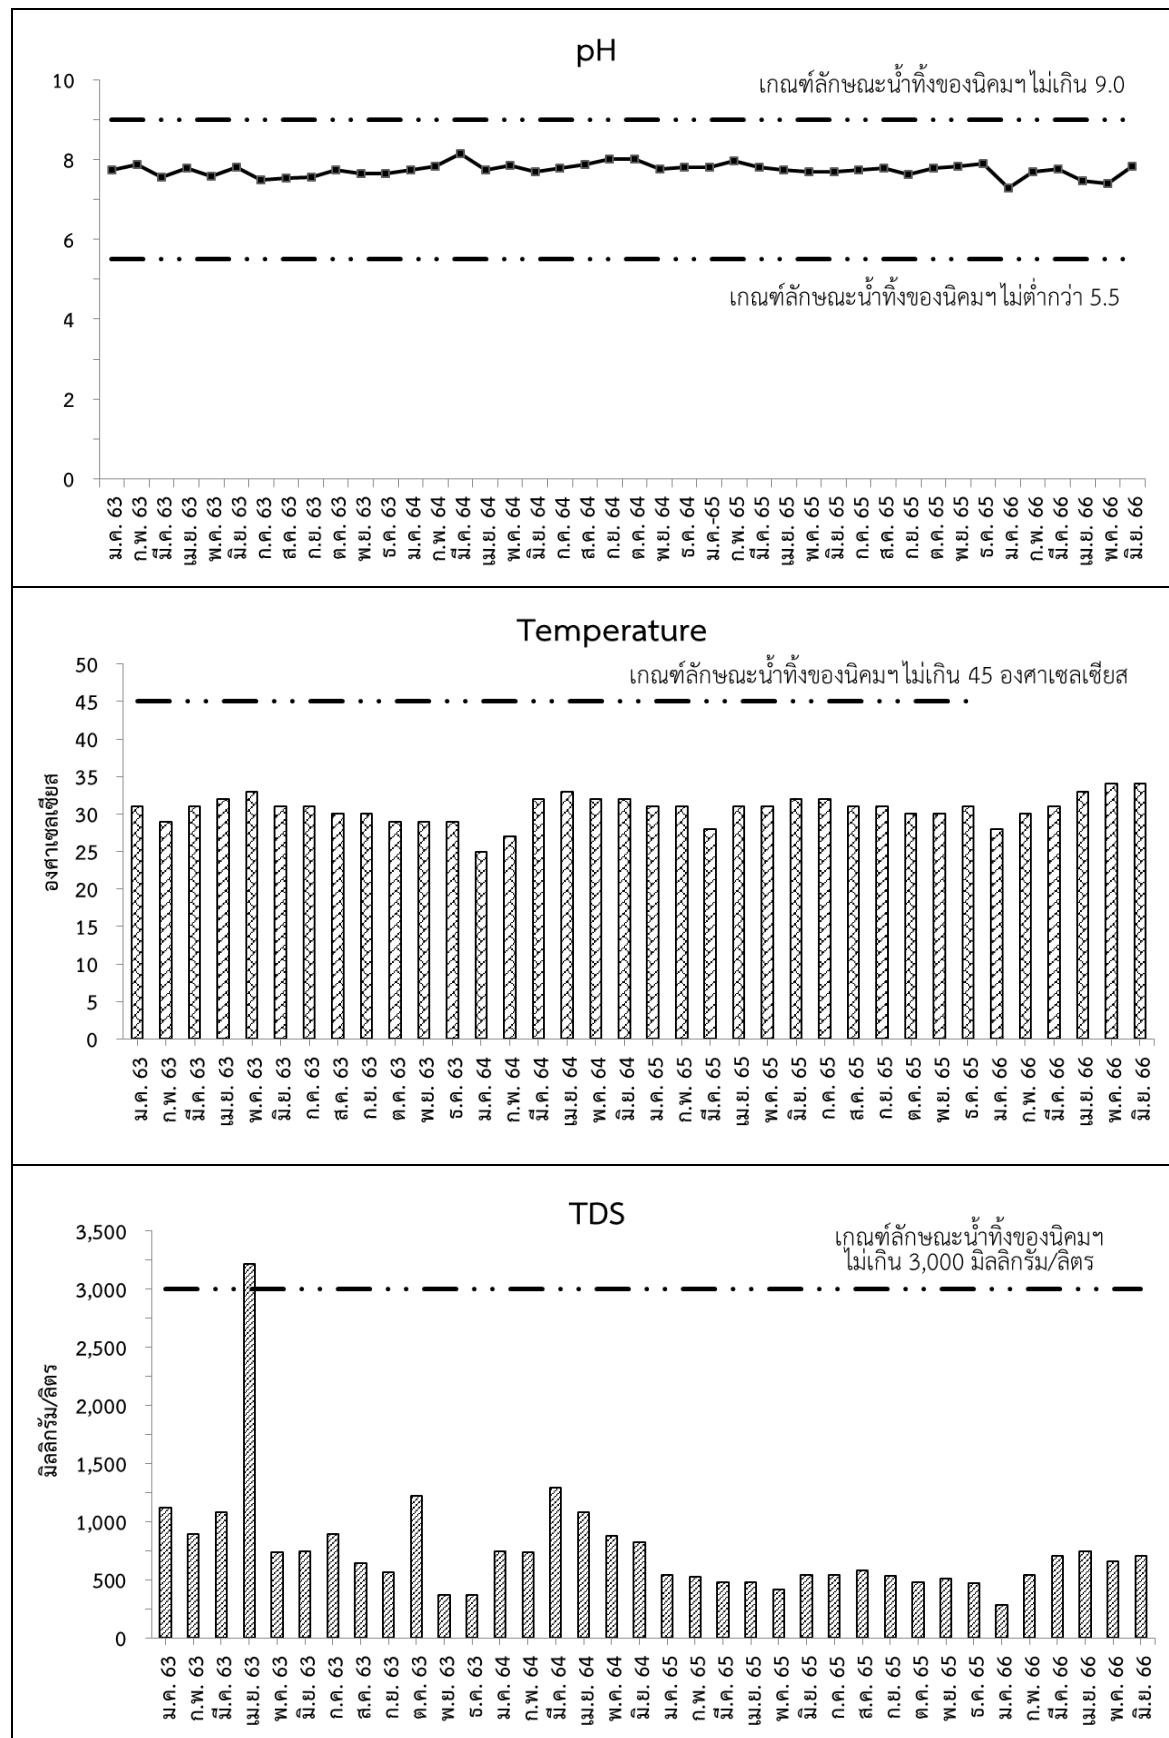 pH
เกณฑ์ลักษณะน้ำทิ้งของนิคมฯ ไม่เกิน 9.0
10
8
6
4
2
0
เกณฑ์ลักษณะน้ำทิ้งของนิคมฯ ไม่ต่ำกว่า 5.5
ม.ค. 63
ก.พ. 63
มี.ค. 63
เม.ย. 63
พ.ค. 63
มิ.ย. 63
ก.ค. 63
ส.ค. 63
ก.ย. 63
ต.ค. 63
พ.ย. 63
ธ.ค. 63
ม.ค. 64
ก.พ. 64
มี.ค. 64
เม.ย. 64
พ.ค. 64
มิ.ย. 64
ก.ค. 64
ส.ค. 64
ก.ย. 64
ต.ค. 64
พ.ย. 64
ธ.ค. 64
ม.ค.-65
ก.พ. 65
มี.ค. 65
เม.ย. 65
พ.ค. 65
มิ.ย. 65
ก.ค. 65
ส.ค. 65
ก.ย. 65
ต.ค. 65
พ.ย. 65
ธ.ค. 65
ม.ค. 66
ก.พ. 66
มี.ค. 66
เม.ย. 66
พ.ค. 66
มิ.ย. 66
Temperature
เกณฑ์ลักษณะน้ำทิ้งของนิคมฯ ไม่เกิน 45 องศาเซลเซียส
องศาเซลเซียส
50
45
40
35
30
25
20
15
10
5
0
ม.ค. 63
ก.พ. 63
มี.ค. 63
เม.ย. 63
พ.ค. 63
มิ.ย. 63
ก.ค. 63
ส.ค. 63
ก.ย. 63
ต.ค. 63
พ.ย. 63
ธ.ค. 63
ม.ค. 64
ก.พ. 64
มี.ค. 64
เม.ย. 64
พ.ค. 64
มิ.ย. 64
ม.ค. 65
ก.พ. 65
มี.ค. 65
เม.ย. 65
พ.ค. 65
มิ.ย. 65
ก.ค. 65
ส.ค. 65
ก.ย. 65
ต.ค. 65
พ.ย. 65
ธ.ค. 65
ม.ค. 66
ก.พ. 66
มี.ค. 66
เม.ย. 66
พ.ค. 66
มิ.ย. 66
TDS
เกณฑ์ลักษณะน้ำทิ้งของนิคมฯ
ไม่เกิน 3,000 มิลลิกรัม/ลิตร
มิลลิกรัม/ลิตร
3,500
3,000
2,500
2,000
1,500
1,000
500
0
ม.ค. 63
ก.พ. 63
มี.ค. 63
เม.ย. 63
พ.ค. 63
มิ.ย. 63
ก.ค. 63
ส.ค. 63
ก.ย. 63
ต.ค. 63
พ.ย. 63
ธ.ค. 63
ม.ค. 64
ก.พ. 64
มี.ค. 64
เม.ย. 64
พ.ค. 64
มิ.ย. 64
ม.ค. 65
ก.พ. 65
มี.ค. 65
เม.ย. 65
พ.ค. 65
มิ.ย. 65
ก.ค. 65
ส.ค. 65
ก.ย. 65
ต.ค. 65
พ.ย. 65
ธ.ค. 65
ม.ค. 66
ก.พ. 66
มี.ค. 66
เม.ย. 66
พ.ค. 66
มิ.ย. 66